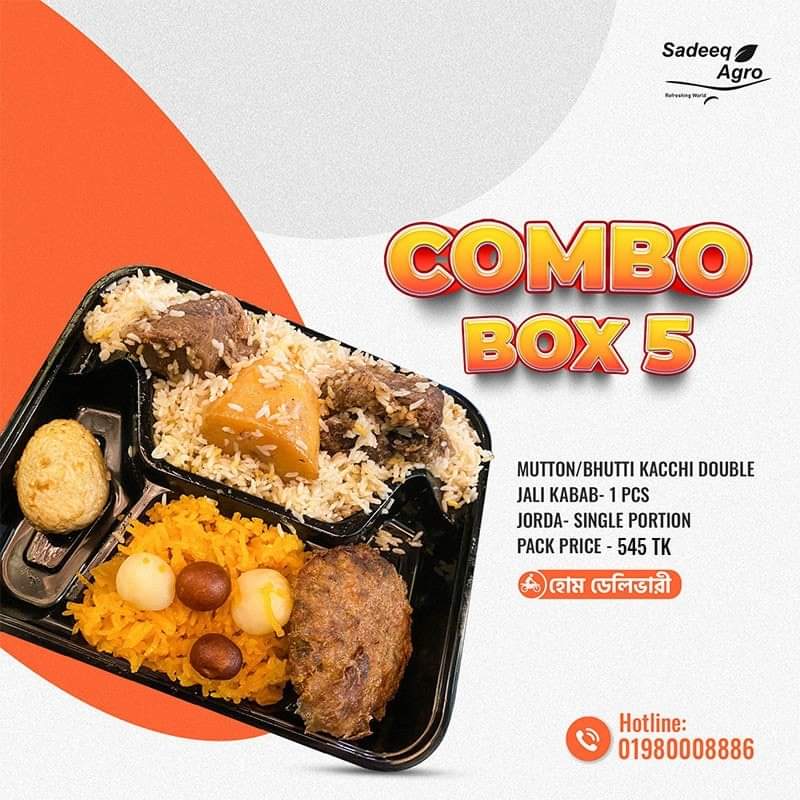 Sadeeq
Agro
Refreshing World
COMBO
BOX 5
MUTTON/BHUTTI KACCHI DOUBLE
JALI KABAB- 1 PCS
JORDA- SINGLE PORTION
PACK PRICE - 545 TK
হোম ডেলিভারী
Hotline:
01980008886